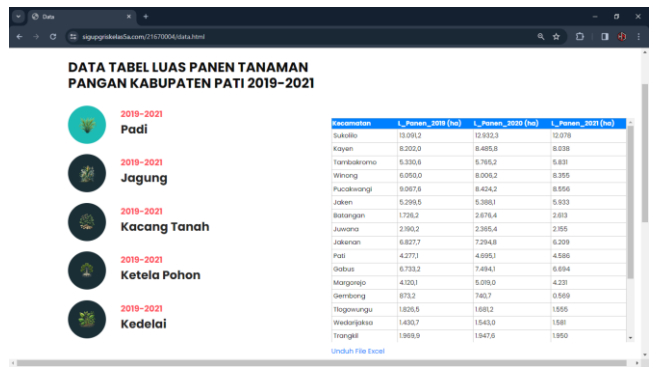 Data
sigupgriskelas5a.com/21670004/data.html
DATA TABEL LUAS PANEN TANAMAN
PANGAN KABUPATEN PATI 2019-2021
2019-2021
Padi
2019-2021
Jagung
2019-2021
Kacang Tanah
2019-2021
Ketela Pohon
2019-2021
Kedelai
Kecamatan L_Panen_2019 (ha) L_Panen_2020 (ha) L_Panen_2021 (ha)
Sukolilo 13.091,2 12.932,3 12.078
Kayen 8.202,0 8.485,8 8.038
Tambakromo 5.330,6 5.765,2 5.831
Winong 6.050,0 8.006,2 8.355
Pucakwangi 9.067,6 8.424,2 8.556
Jaken 5.299,5 5.388,1 5.933
Batangan 1.726,2 2.676,4 2.613
Juwana 2.190,2 2.365,4 2.155
Jakenan 6.827,7 7.294,8 6.209
Pati 4.277,1 4.695,1 4.586
Gabus 6.733,2 7.494,1 6.694
Margorejo 4.120,1 5.019,0 4.231
Gembong 873,2 740,7 0.569
Tlogowungu 1.826,5 1.681,2 1.555
Wedarijaksa 1.430,7 1.543,0 1.581
Trangkil 1.969,9 1.947,6 1.950
Unduh File Excel